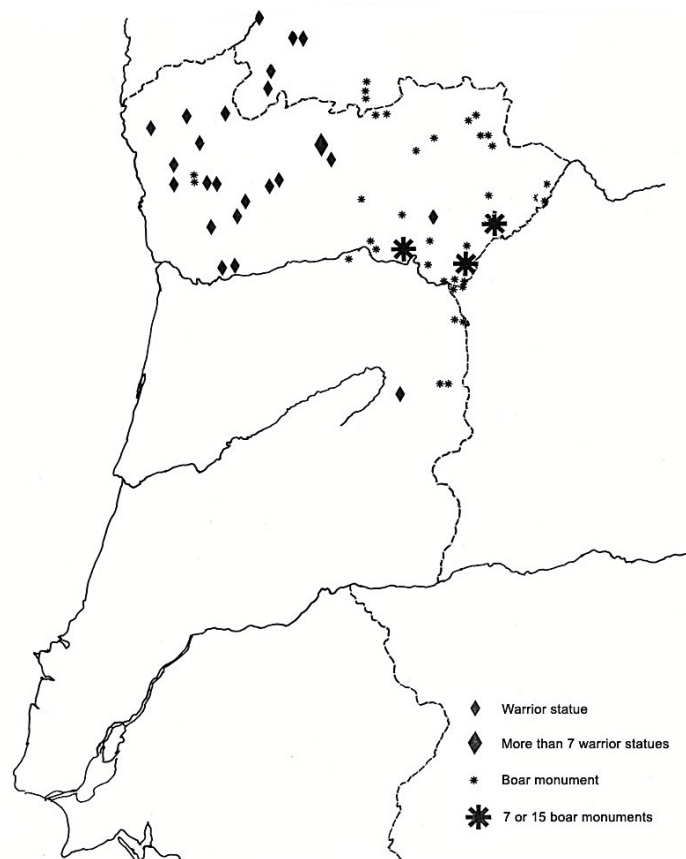 Warrior statue
More than 7 warrior statues
Boar monument
7 or 15 boar monuments